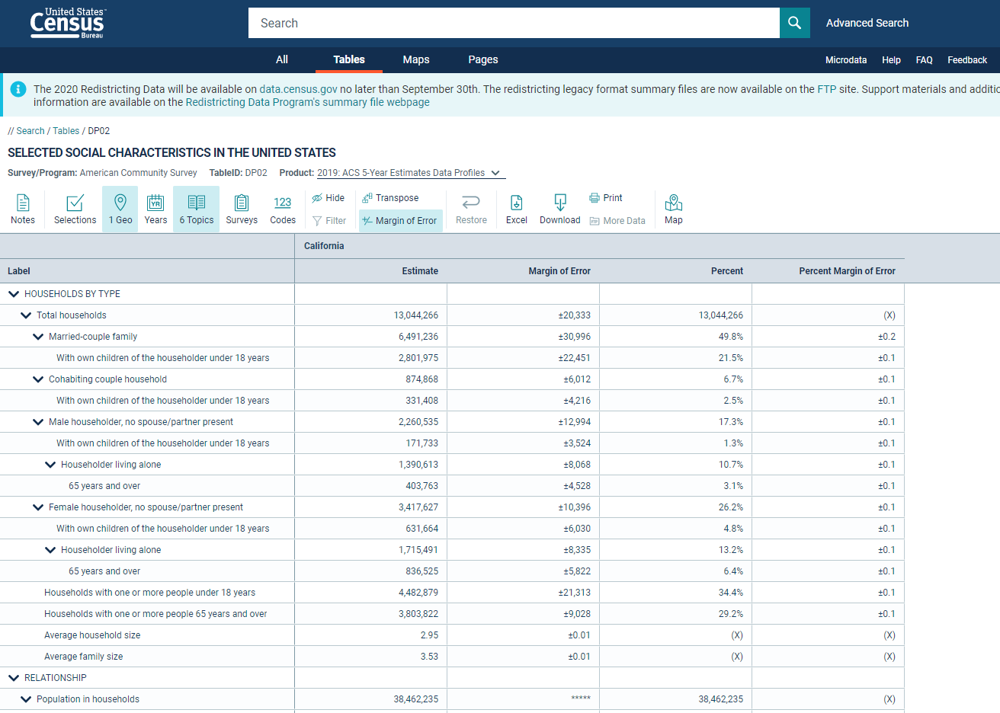 United States™
Census
Bureau
Search
Advanced Search
All Tables Maps Pages
Microdata Help FAQ Feedback
The 2020 Redistricting Data will be available on data.census.gov no later than September 30th. The redistricting legacy format summary files are now available on the FTP site. Support materials and
information are available on the Redistricting Data Program's summary file webpage
// Search / Tables / DP02
SELECTED SOCIAL CHARACTERISTICS IN THE UNITED STATES
Survey/Program: American Community Survey TableID: DP02 Product: 2019: ACS 5-Year Estimates Data Profiles
Notes Selections 1 Geo YR Years 6 Topics Surveys 123 Codes Hide Filter Transpose Margin of Error Restore Excel Download Print FTP More Data Map
California
Label Estimate Margin of Error Percent Percent Margin of Error
HOUSEHOLDS BY TYPE
Total households 13,044,266 ±20,333 13,044,266 (X)
Married-couple family 6,491,236 ±30,996 49.8% ±0.2
With own children of the householder under 18 years 2,801,975 ±22,451 21.5% ±0.1
Cohabiting couple household 874,868 ±6,012 6.7% ±0.1
With own children of the householder under 18 years 331,408 ±4,216 2.5% ±0.1
Male householder, no spouse/partner present 2,260,535 ±12,994 17.3% ±0.1
With own children of the householder under 18 years 171,733 ±3,524 1.3% ±0.1
Householder living alone 1,390,613 ±8,068 10.7% ±0.1
65 years and over 403,763 ±4,528 3.1% ±0.1
Female householder, no spouse/partner present 3,417,627 ±10,396 26.2% ±0.1
With own children of the householder under 18 years 631,664 ±6,030 4.8% ±0.1
Householder living alone 1,715,491 ±8,335 13.2% ±0.1
65 years and over 836,525 ±5,822 6.4% ±0.1
Households with one or more people under 18 years 4,482,879 ±21,313 34.4% ±0.1
Households with one or more people 65 years and over 3,803,822 ±9,028 29.2% ±0.1
Average household size 2.95 ±0.01 (X) (X)
Average family size 3.53 ±0.01 (X) (X)
RELATIONSHIP
Population in households 38,462,235 ***** 38,462,235 (X)